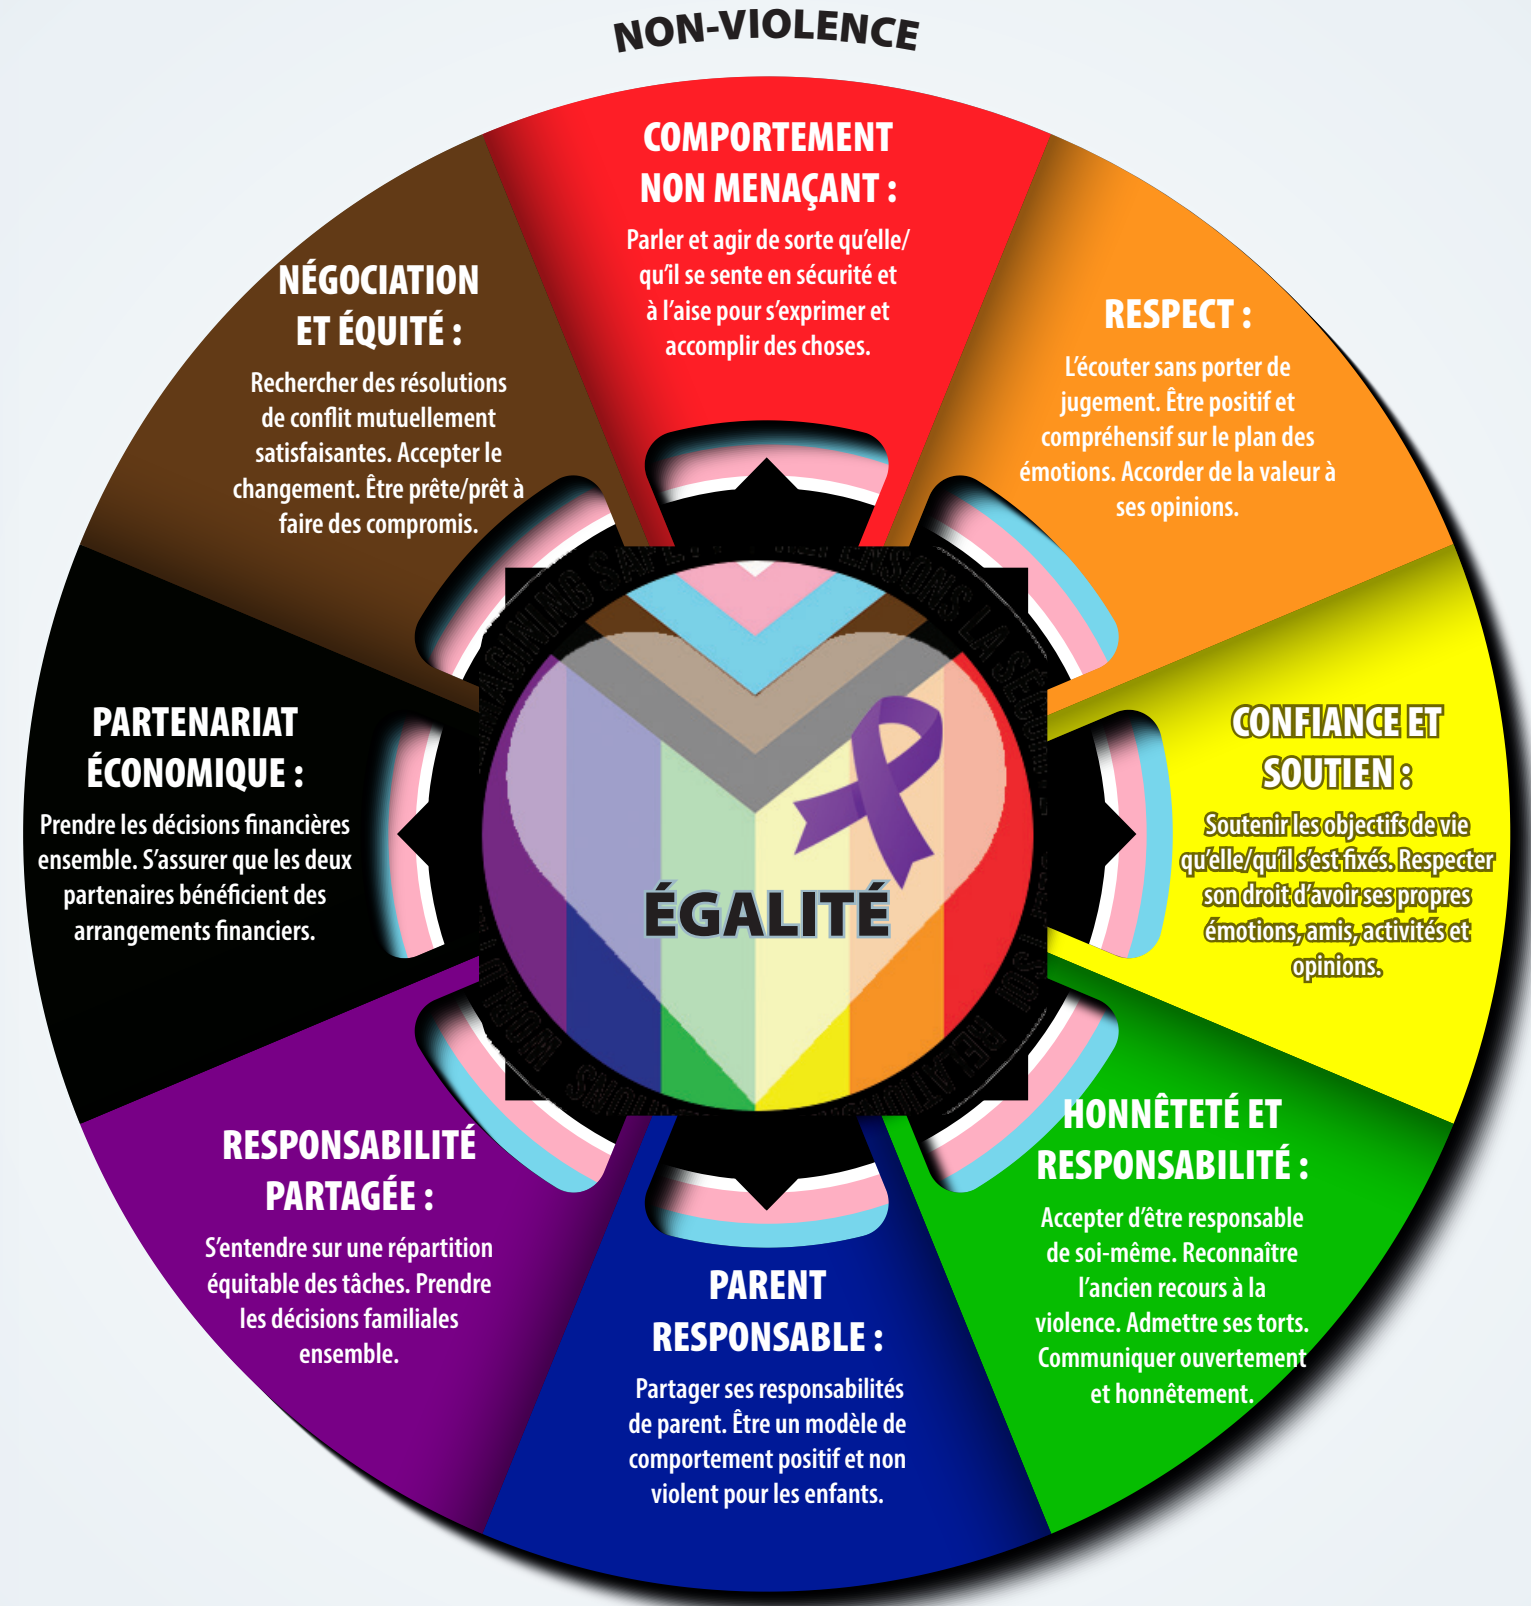 NON-VIOLENCE
COMPORTEMENT
NON MENAÇANT :
Parler et agir de sorte qu’elle/
qu’il se sente en sécurité et
à l’aise pour s’exprimer et
accomplir des choses.
RESPECT :
L’écouter sans porter de
jugement. Être positif et
compréhensif sur le plan des
émotions. Accorder de la valeur à
ses opinions.
CONFIANCE ET
SOUTIEN :
Soutenir les objectifs de vie
qu’elle/qu’il s’est fixés. Respecter
son droit d’avoir ses propres
émotions, amis, activités et
opinions.
HONNÊTETÉ ET
RESPONSABILITÉ :
Accepter d’être responsable
de soi-même. Reconnaître
l’ancien recours à la
violence. Admettre ses torts.
Communiquer ouvertement
et honnêtement.
PARENT
RESPONSABLE :
Partager ses responsabilités
de parent. Être un modèle de
comportement positif et non
violent pour les enfants.
RESPONSABILITÉ
PARTAGÉE :
S’entendre sur une répartition
équitable des tâches. Prendre
les décisions familiales
ensemble.
PARTENARIAT
ÉCONOMIQUE :
Prendre les décisions financières
ensemble. S’assurer que les deux
partenaires bénéficient des
arrangements financiers.
NÉGOCIATION
ET ÉQUITÉ :
Rechercher des résolutions
de conflit mutuellement
satisfaisantes. Accepter le
changement. Être prête/prêt à
faire des compromis.
ÉGALITÉ